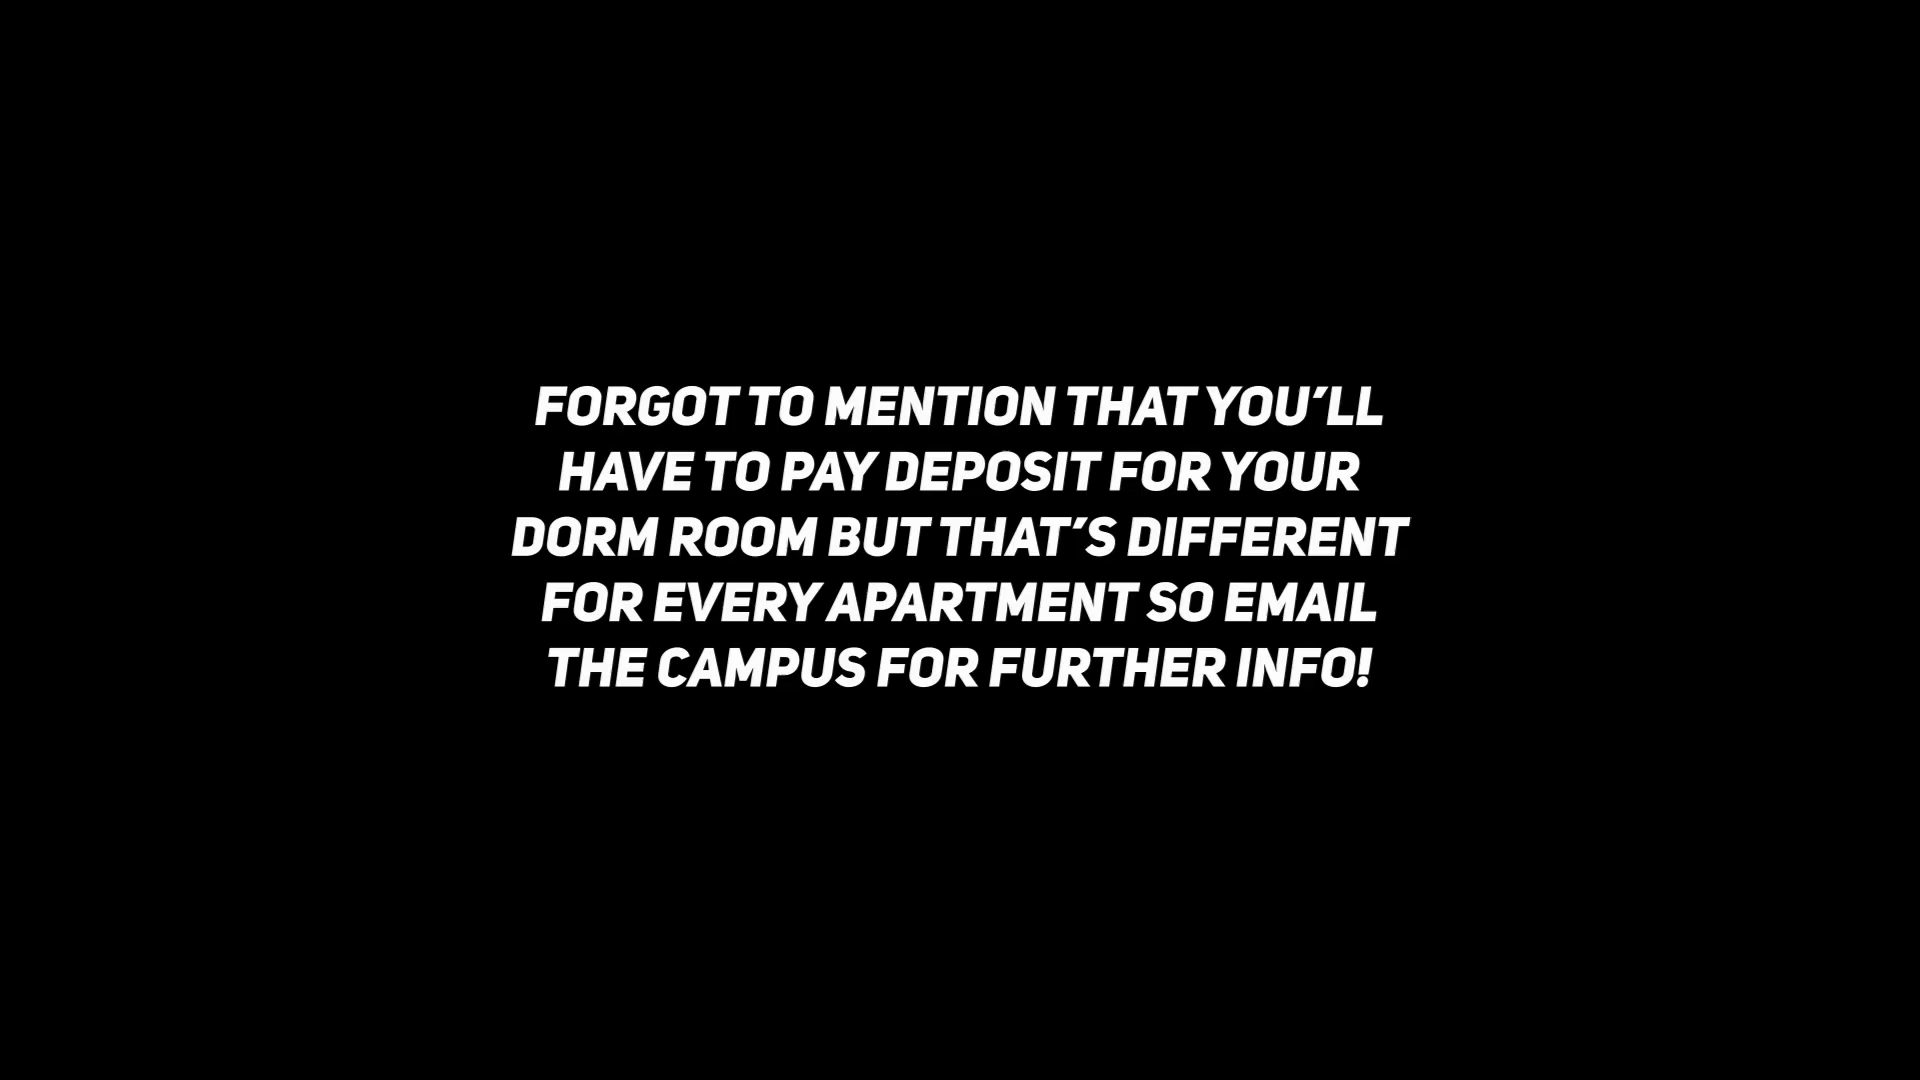 FORGOT TO MENTION THAT YOU'LL
HAVE TO PAY DEPOSIT FOR YOUR
DORM ROOM BUT THAT'S DIFFERENT
FOR EVERY APARTMENT SO EMAIL
THE CAMPUS FOR FURTHER INFO!